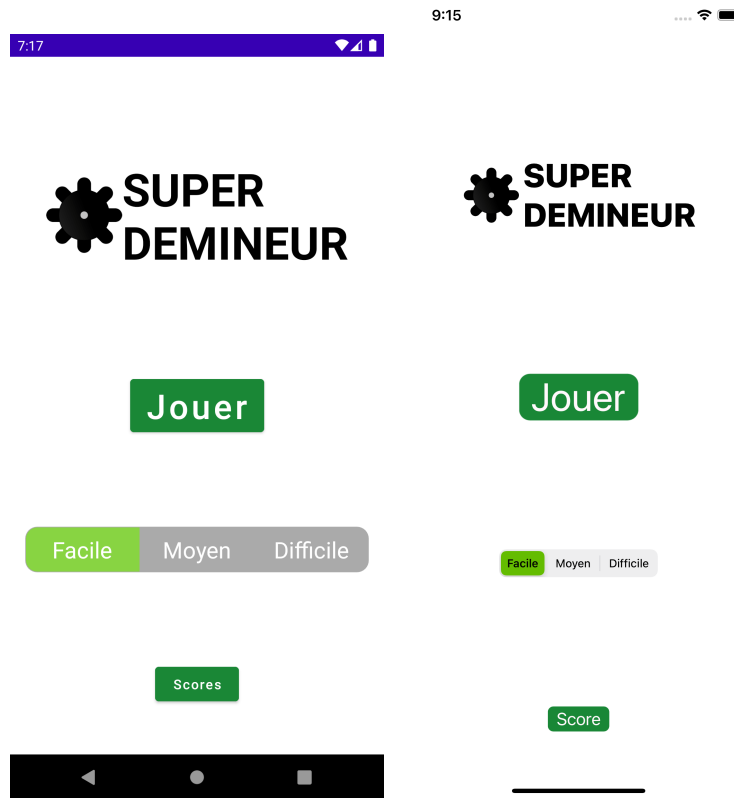 7:17
SUPER
DEMINEUR
Jouer
Facile Moyen Difficile
Scores
9:15
SUPER
DEMINEUR
Jouer
Facile Moyen Difficile
Score